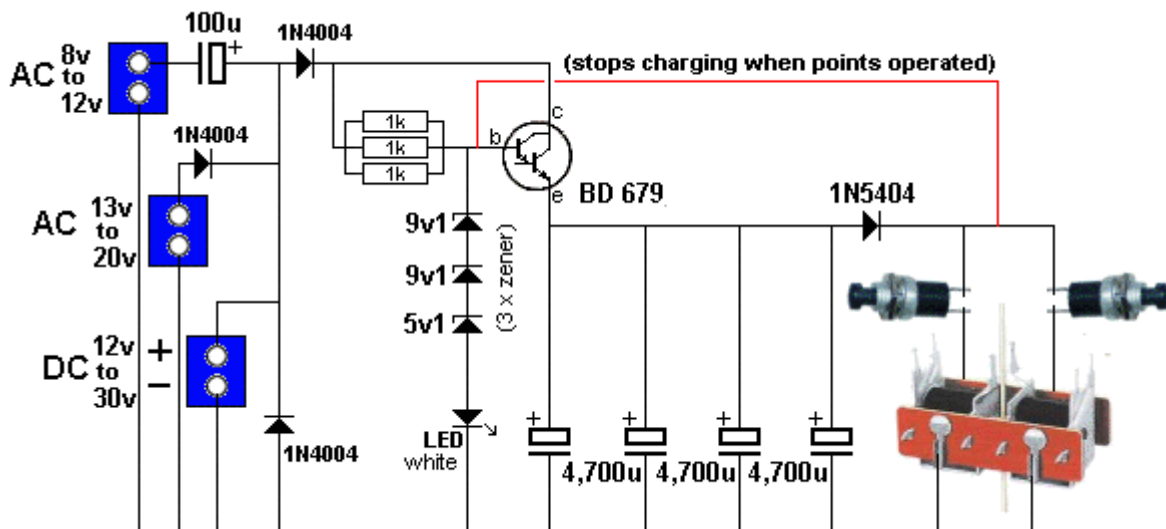 100u
+
1N4004
AC 8v to 12v
(stops charging when points operated)
1N4004
1k
1k
1k
c
b
e
BD 679
1N5404
AC 13v to 20v
9v1
9v1
5v1
(3 x zener)
DC 12v to 30v
+
−
1N4004
LED
white
+
+
+
+
4,700u
4,700u
4,700u